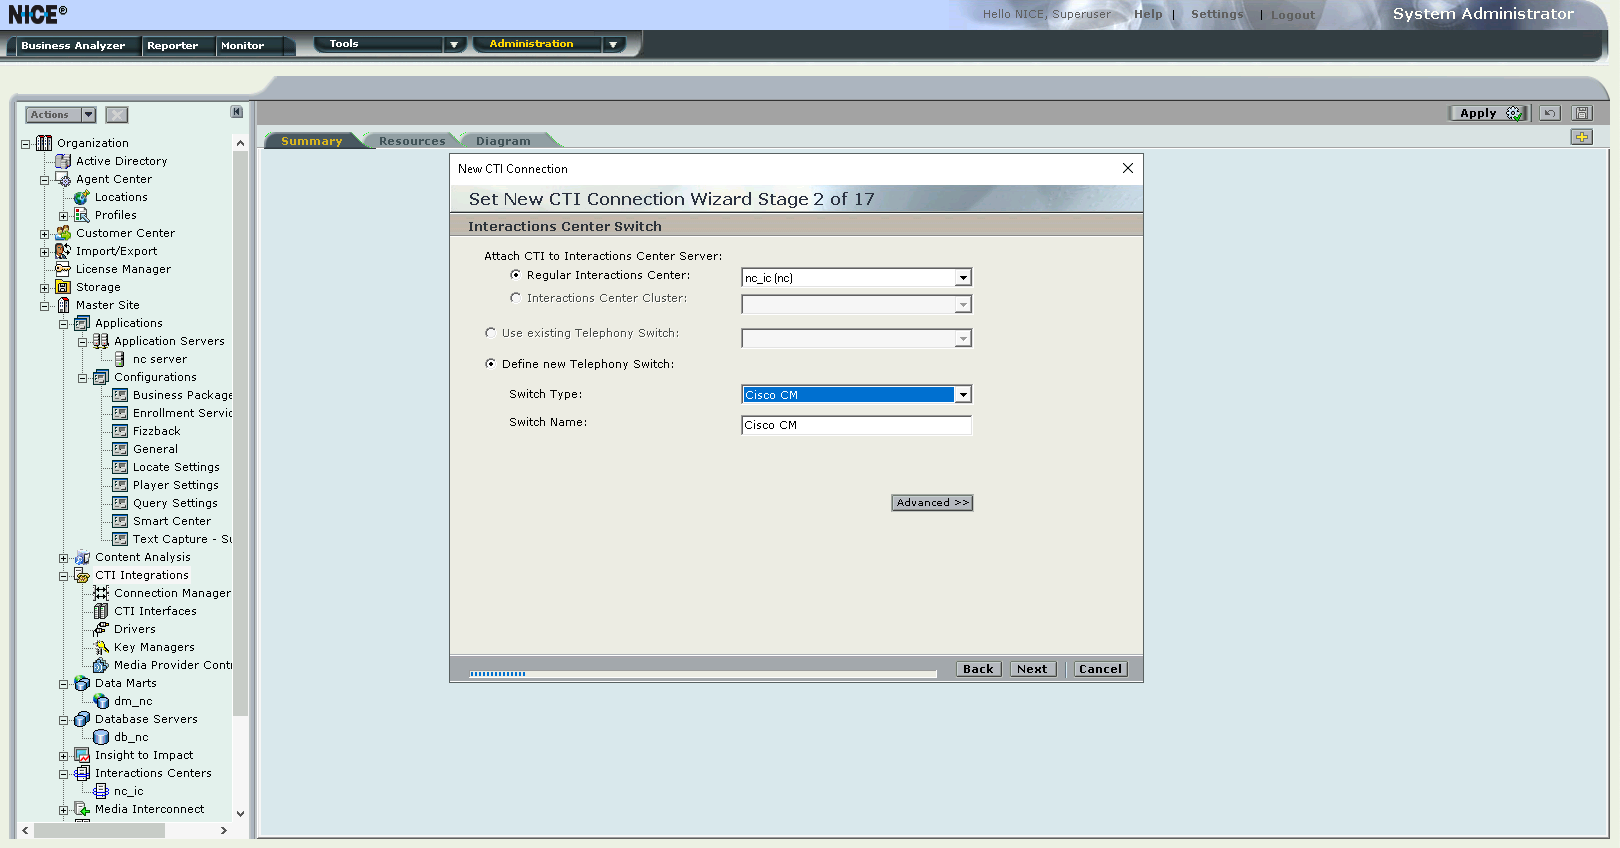 NICE®
Hello NICE, Superuser Help | Settings | Logout
System Administrator
Business Analyzer Reporter Monitor Tools Administration
Actions
Apply
Summary Resources Diagram
Organization
Active Directory
Agent Center
Locations
Profiles
Customer Center
Import/Export
License Manager
Storage
Master Site
Applications
Application Servers
nc server
Configurations
Business Package
Enrollment Servic
Fizzback
General
Locate Settings
Player Settings
Query Settings
Smart Center
Text Capture - Su
Content Analysis
CTI Integrations
Connection Manager
CTI Interfaces
Drivers
Key Managers
Media Provider Cont
Data Marts
dm_nc
Database Servers
db_nc
Insight to Impact
Interactions Centers
nc_ic
Media Interconnect
New CTI Connection
Set New CTI Connection Wizard Stage 2 of 17
Interactions Center Switch
Attach CTI to Interactions Center Server:
Regular Interactions Center: nc_ic (nc)
Interactions Center Cluster:
Use existing Telephony Switch:
Define new Telephony Switch:
Switch Type: Cisco CM
Switch Name: Cisco CM
Advanced >>
Back Next Cancel